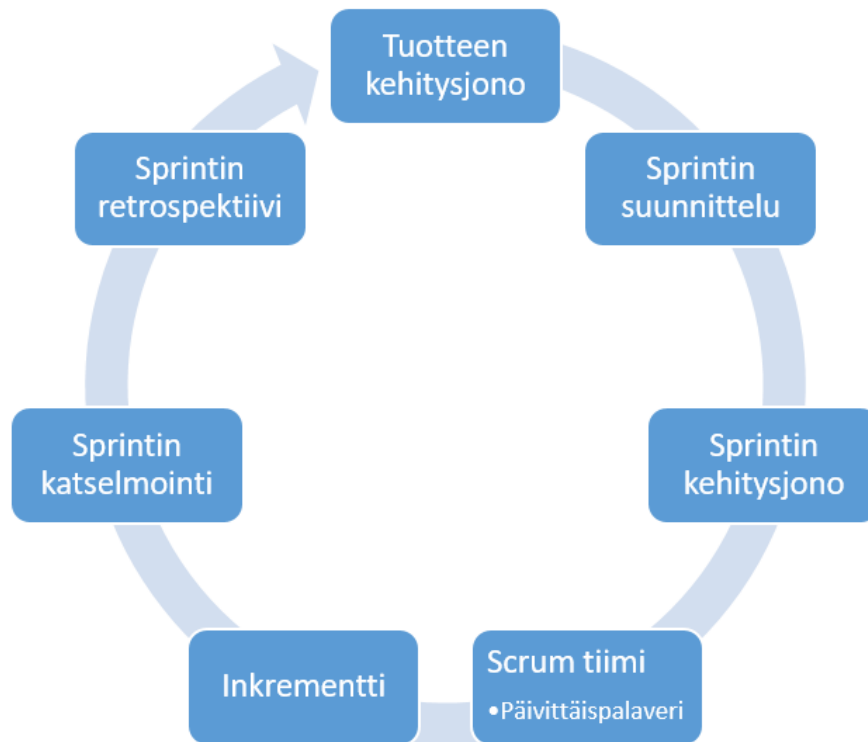 Tuotteen
kehitysjono
Sprintin
suunnittelu
Sprintin
kehitysjono
Scrum tiimi
•Päivittäispalaveri
Inkrementti
Sprintin
katselmointi
Sprintin
retrospektiivi